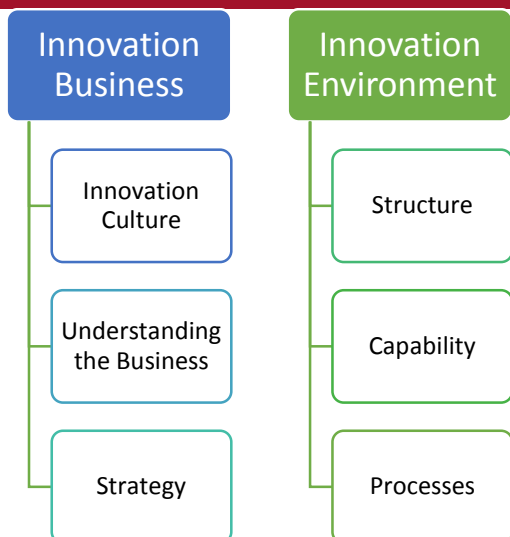 Innovation
Business
Innovation
Culture
Understanding
the Business
Strategy
Innovation
Environment
Structure
Capability
Processes